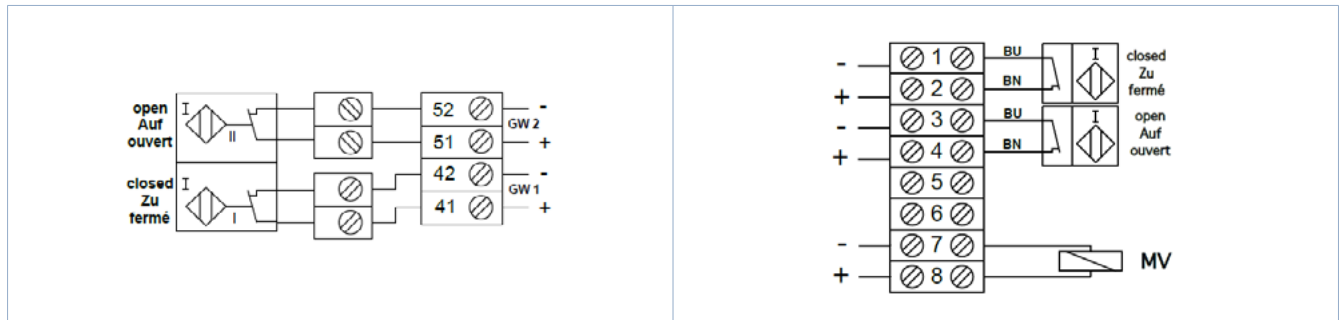 open
Auf
ouvert
I
II
52
-
GW 2
51
+
closed
Zu
fermé
I
I
42
-
GW 1
41
+
- 1 BU
+ 2 BN
I
closed
Zu
fermé
- 3 BU
+ 4 BN
I
open
Auf
ouvert
5
6
- 7
+ 8
MV